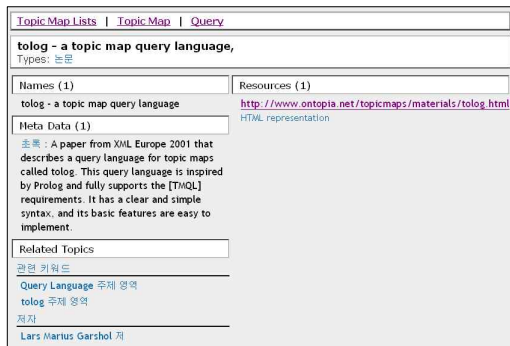 Topic Map Lists | Topic Map | Query
tolog - a topic map query language,
Types: 논문
Names (1)
tolog - a topic map query language
Meta Data (1)
초록 : A paper from XML Europe 2001 that
describes a query language for topic maps
called tolog. This query language is inspired
by Prolog and fully supports the [TMQL]
requirements. It has a clear and simple
syntax, and its basic features are easy to
implement.
Related Topics
관련 키워드
Query Language 주제 영역
tolog 주제 영역
저자
Lars Marius Garshol 저
Resources (1)
http://www.ontopia.net/topicmaps/materials/tolog.html
HTML representation